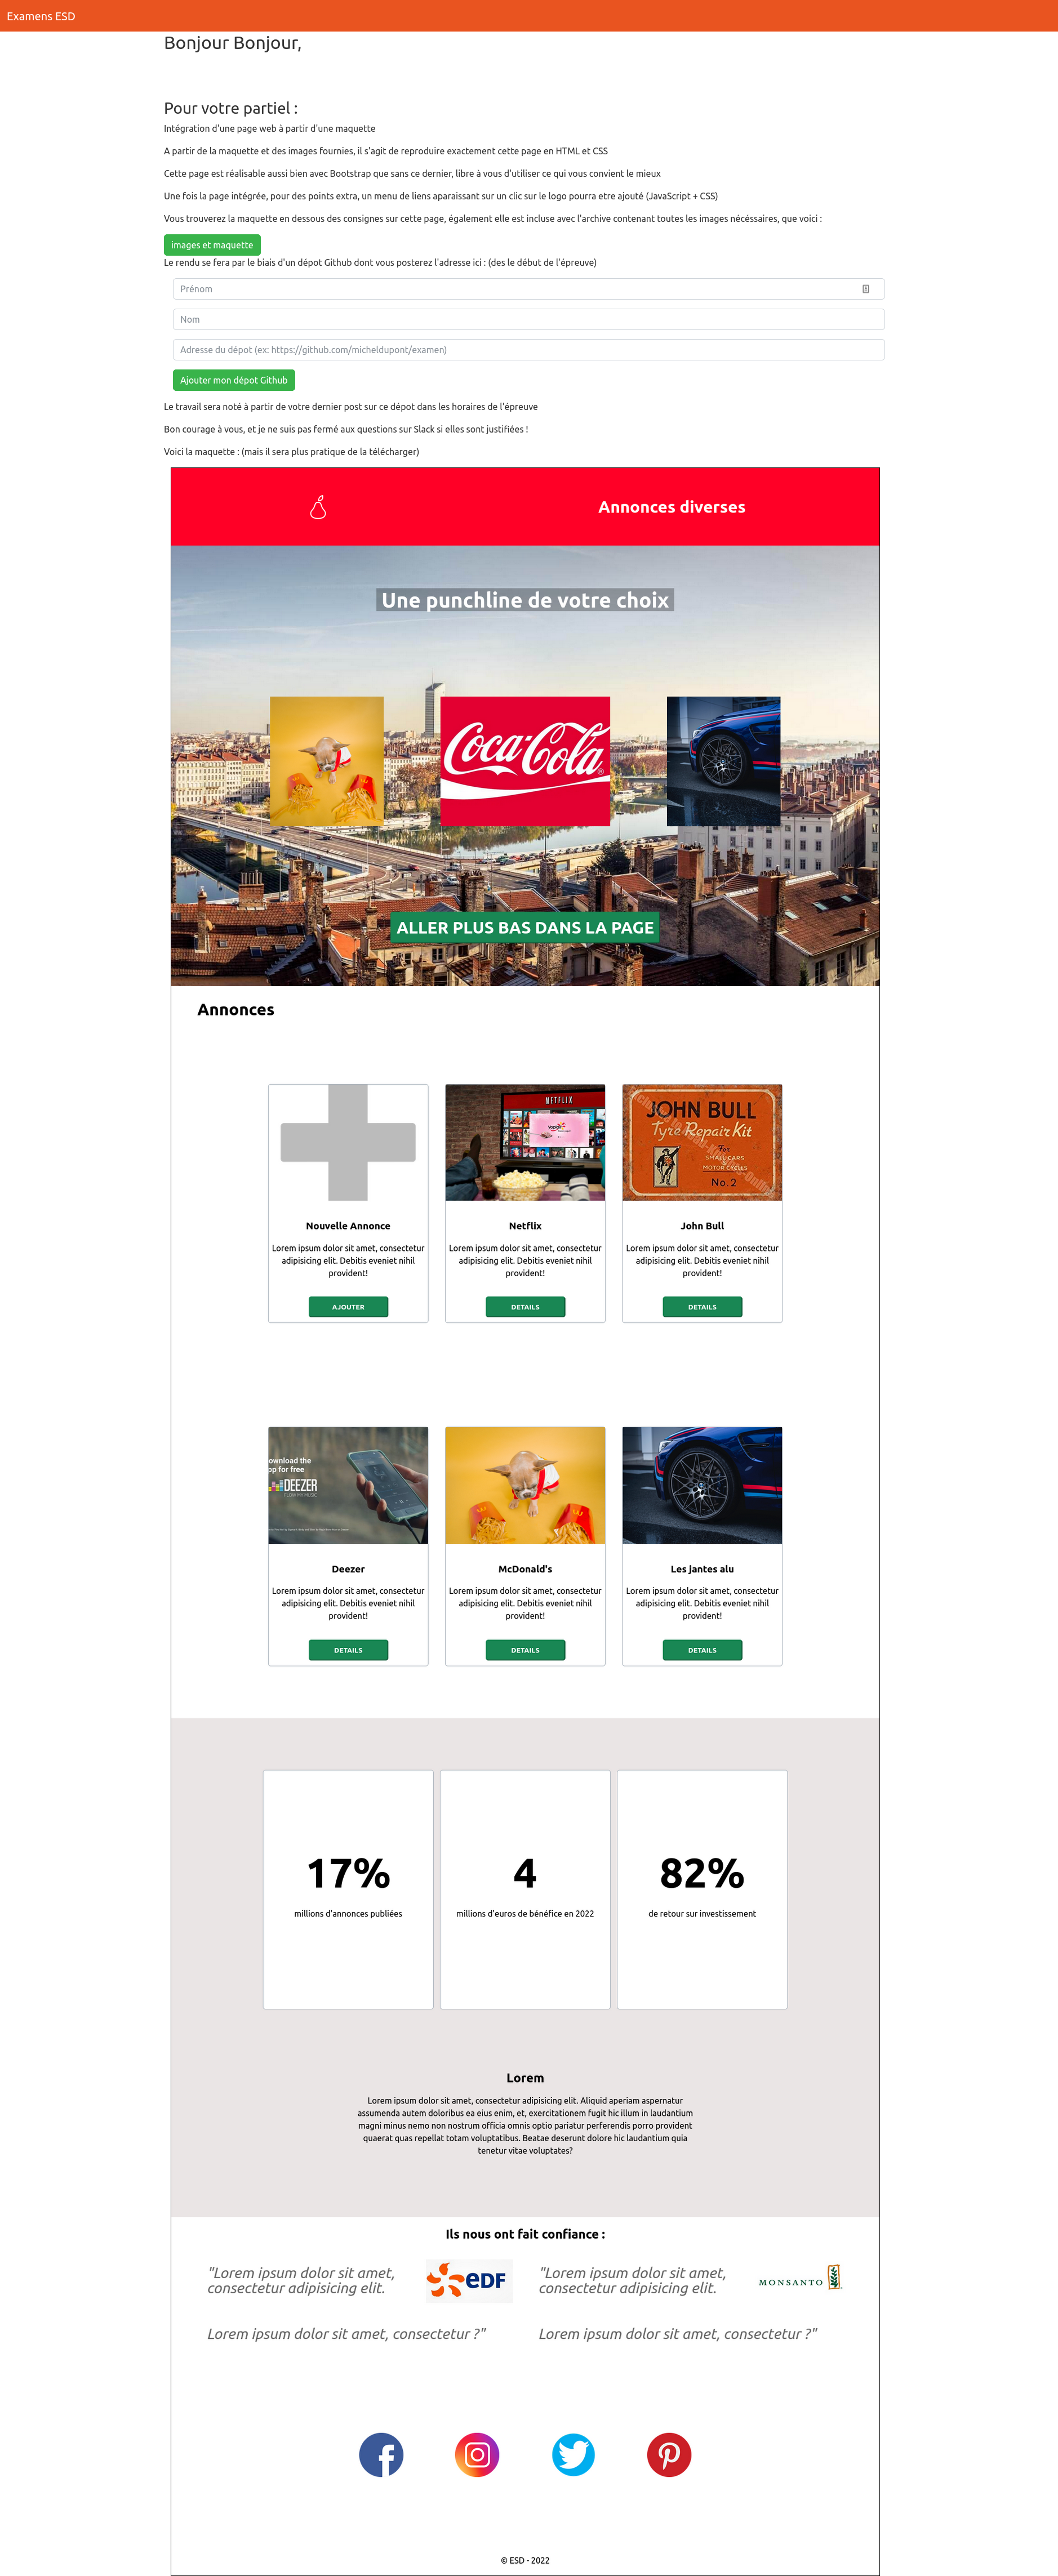 Examens ESD
Bonjour Bonjour,
Pour votre partiel :
Intégration d'une page web à partir d'une maquette
A partir de la maquette et des images fournies, il s'agit de reproduire exactement cette page en HTML et CSS
Cette page est réalisable aussi bien avec Bootstrap que sans ce dernier, libre à vous d'utiliser ce qui vous convient le mieux
Une fois la page intégrée, pour des points extra, un menu de liens aparaissant sur un clic sur le logo pourra etre ajouté (JavaScript + CSS)
Vous trouverez la maquette en dessous des consignes sur cette page, également elle est incluse avec l'archive contenant toutes les images nécéssaires, que voici :
images et maquette
Le rendu se fera par le biais d'un dépot Github dont vous posterez l'adresse ici : (des le début de l'épreuve)
Prénom
Nom
Adresse du dépot (ex: https://github.com/micheldupont/examen)
Ajouter mon dépot Github
Le travail sera noté à partir de votre dernier post sur ce dépot dans les horaires de l'épreuve
Bon courage à vous, et je ne suis pas fermé aux questions sur Slack si elles sont justifiées !
Voici la maquette : (mais il sera plus pratique de la télécharger)
Annonces diverses
Une punchline de votre choix
Coca-Cola
ALLER PLUS BAS DANS LA PAGE
Annonces
NETFLIX
JOHN BULL
Tyre Repair Kit
For
SMALL CARS
MOTOR CYCLES
No. 2
Nouvelle Annonce
Netflix
John Bull
Lorem ipsum dolor sit amet, consectetur
adipisicing elit. Debitis eveniet nihil
provident!
Lorem ipsum dolor sit amet, consectetur
adipisicing elit. Debitis eveniet nihil
provident!
Lorem ipsum dolor sit amet, consectetur
adipisicing elit. Debitis eveniet nihil
provident!
AJOUTER
DETAILS
DETAILS
ownload the
pp for free
DEEZER
FLOW MY MUSIC
Deezer
McDonald's
Les jantes alu
Lorem ipsum dolor sit amet, consectetur
adipisicing elit. Debitis eveniet nihil
provident!
Lorem ipsum dolor sit amet, consectetur
adipisicing elit. Debitis eveniet nihil
provident!
Lorem ipsum dolor sit amet, consectetur
adipisicing elit. Debitis eveniet nihil
provident!
DETAILS
DETAILS
DETAILS
17%
millions d'annonces publiées
4
millions d'euros de bénéfice en 2022
82%
de retour sur investissement
Lorem
Lorem ipsum dolor sit amet, consectetur adipisicing elit. Aliquid aperiam aspernatur
assumenda autem doloribus ea eius enim, et, exercitationem fugit hic illum in laudantium
magni minus nemo non nostrum officia omnis optio pariatur perferendis porro provident
quaerat quas repellat totam voluptatibus. Beatae deserunt dolore hic laudantium quia
tenetur vitae voluptates?
Ils nous ont fait confiance :
"Lorem ipsum dolor sit amet,
consectetur adipisicing elit.
eDF
Lorem ipsum dolor sit amet, consectetur ?"
"Lorem ipsum dolor sit amet,
consectetur adipisicing elit.
MONSANTO
Lorem ipsum dolor sit amet, consectetur ?"
© ESD - 2022